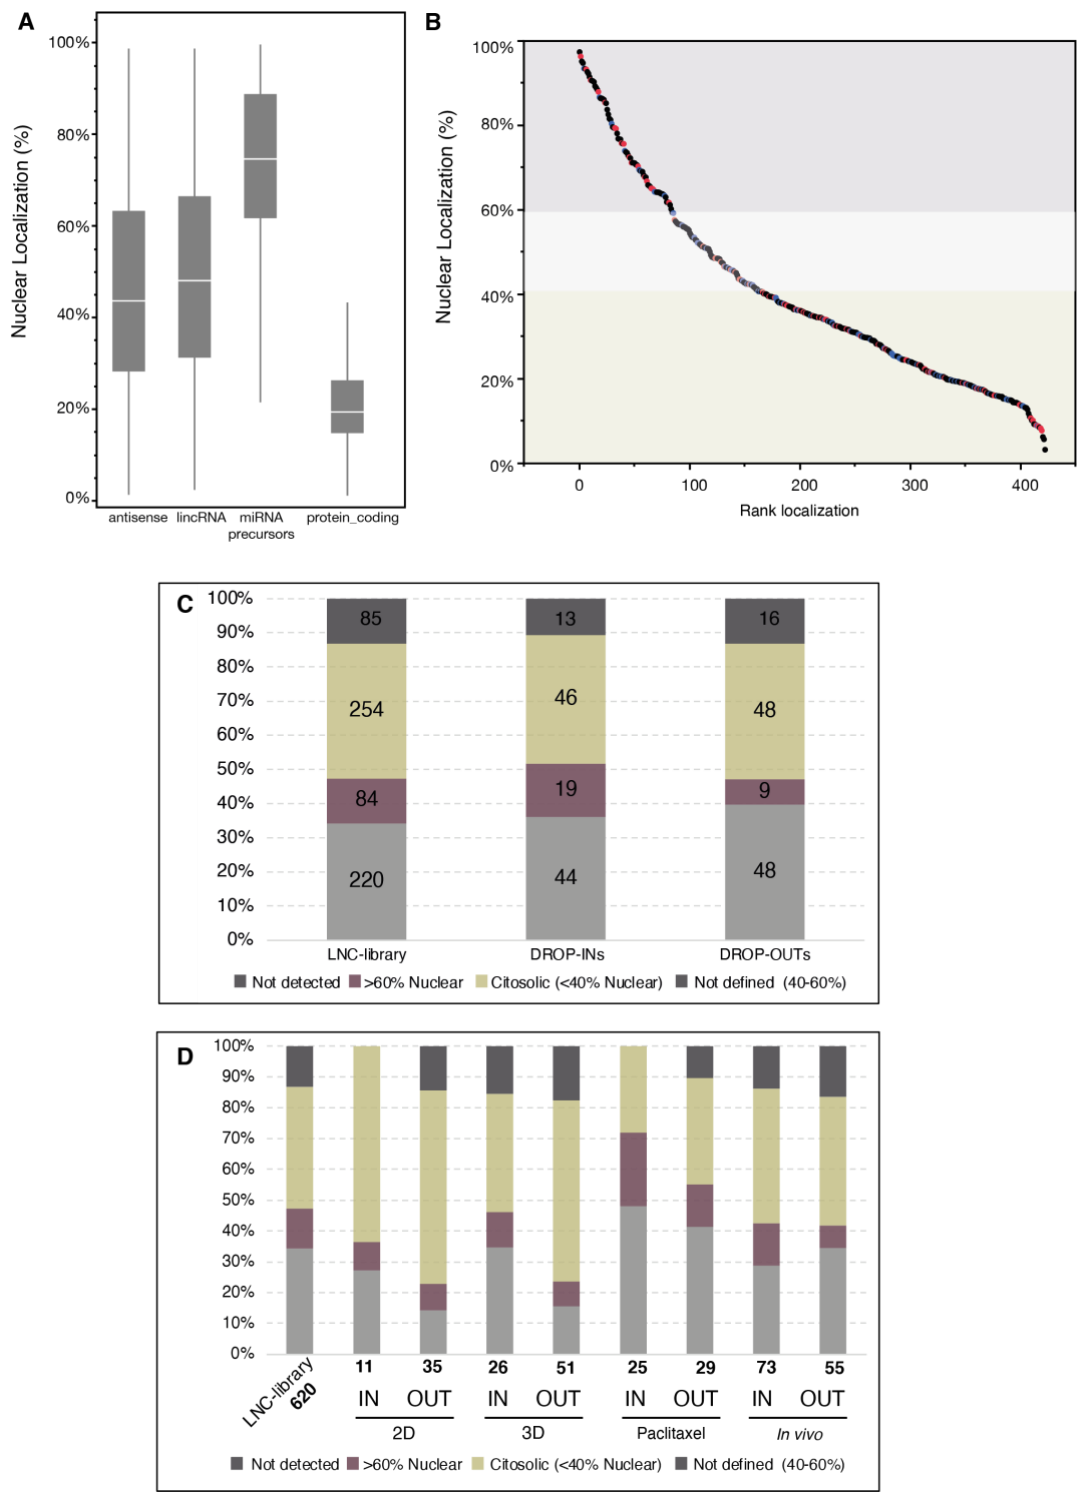 A
Nuclear Localization (%)
100%
80%
60%
40%
20%
0%
antisense lincRNA miRNA precursors protein_coding
B
Nuclear Localization (%)
100%
80%
60%
40%
20%
0%
0 100 200 300 400
Rank localization
C
100%
90%
80%
70%
60%
50%
40%
30%
20%
10%
0%
85 13 16
254 46 48
84 19 9
220 44 48
LNC-library DROP-INs DROP-OUTs
Not detected >60% Nuclear Citosolic (<40% Nuclear) Not defined (40-60%)
D
100%
90%
80%
70%
60%
50%
40%
30%
20%
10%
0%
LNC-library
620
11 35 26 51 25 29 73 55
IN OUT IN OUT IN OUT IN OUT
2D 3D Paclitaxel In vivo
Not detected >60% Nuclear Citosolic (<40% Nuclear) Not defined (40-60%)